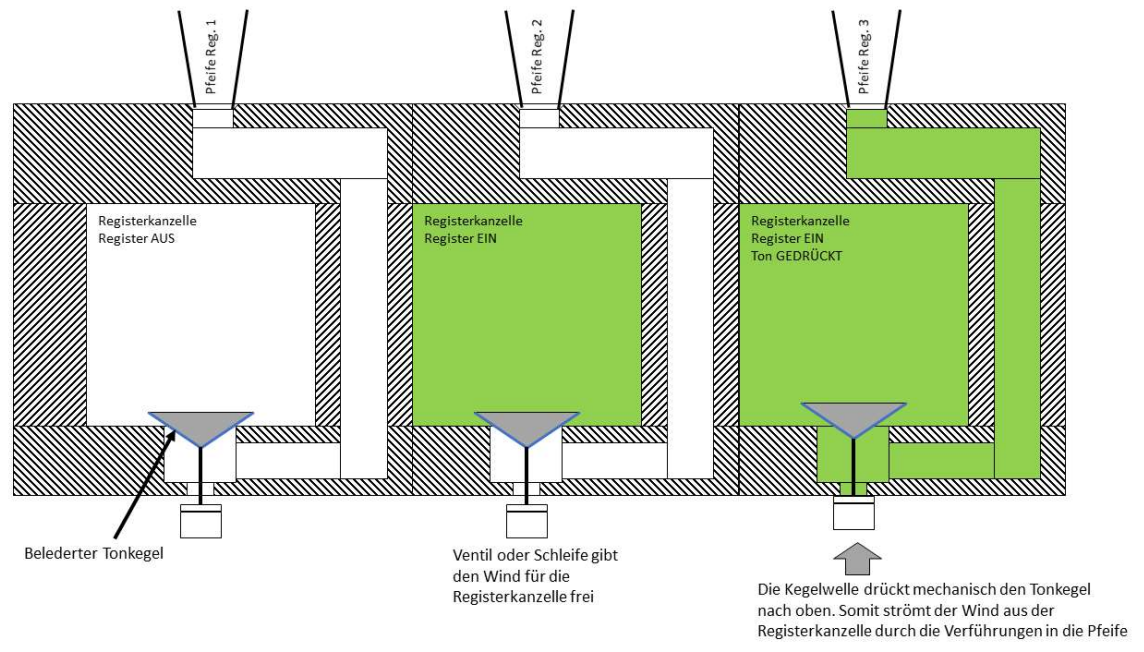 Pfeife Reg. 1
Pfeife Reg. 2
Pfeife Reg. 3
Registerkanzelle
Register AUS
Registerkanzelle
Register EIN
Registerkanzelle
Register EIN
Ton GEDRÜCKT
Belederter Tonkegel
Ventil oder Schleife gibt
den Wind für die
Registerkanzelle frei
Die Kegelwelle drückt mechanisch den Tonkegel
nach oben. Somit strömt der Wind aus der
Registerkanzelle durch die Verführungen in die Pfeife